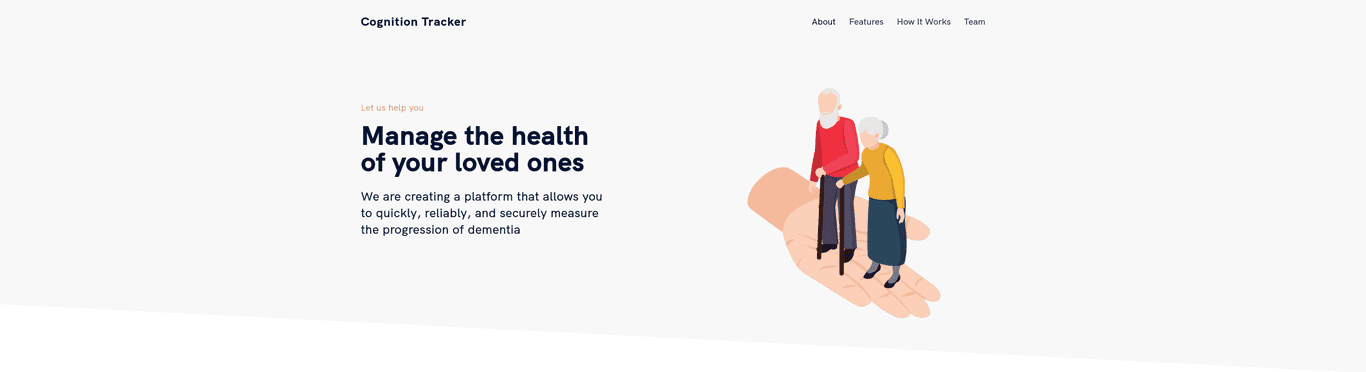 Cognition Tracker
About Features How It Works Team
Let us help you
Manage the health
of your loved ones
We are creating a platform that allows you
to quickly, reliably, and securely measure
the progression of dementia